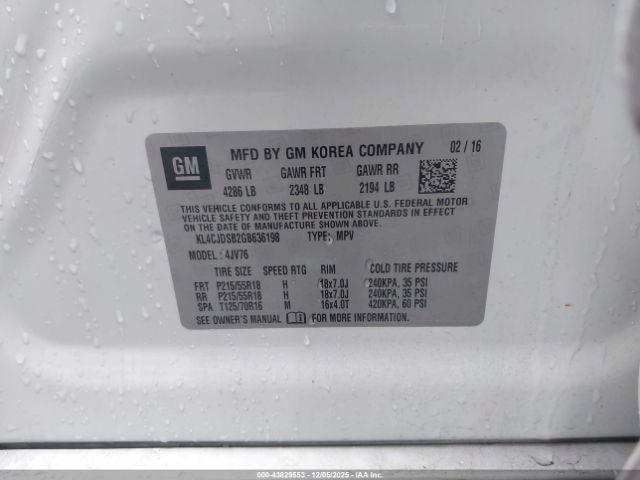 GM
MFD BY GM KOREA COMPANY 02 / 16
GVWR GAWR FRT GAWR RR
4286 LB 2348 LB 2194 LB
THIS VEHICLE CONFORMS TO ALL APPLICABLE U.S. FEDERAL MOTOR
VEHICLE SAFETY AND THEFT PREVENTION STANDARDS IN EFFECT
ON THE DATE OF MANUFACTURE SHOWN ABOVE.
KL4CJDSB2GB636198 TYPE: MPV
MODEL : 4JV76
TIRE SIZE SPEED RTG RIM COLD TIRE PRESSURE
FRT P215/55R18 H 18x7.0J 240KPA, 35 PSI
RR P215/55R18 H 18x7.0J 240KPA, 35 PSI
SPA T125/70R16 M 16x4.0T 420KPA, 60 PSI
SEE OWNER'S MANUAL FOR MORE INFORMATION.
000-43829553 - 12/05/2025 - IAA Inc.